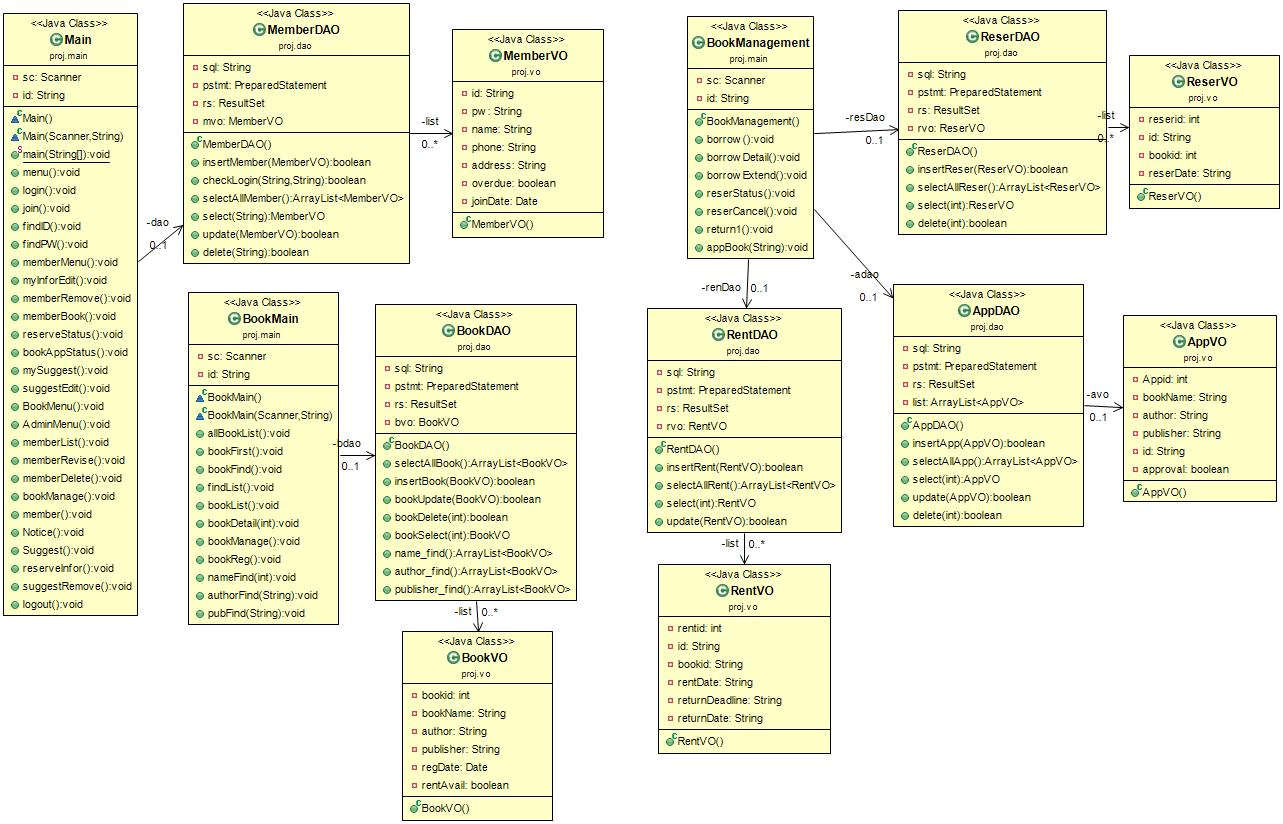 <<Java Class>>
Main
proj.main
sc: Scanner
id: String
Main()
Main(Scanner,String)
main(String[]):void
menu():void
login():void
join():void
findID():void
findPW():void
memberMenu():void
myInforEdit():void
memberRemove():void
memberBook():void
reserveStatus():void
bookAppStatus():void
mySuggest():void
suggestEdit():void
BookMenu():void
AdminMenu():void
memberList():void
memberRevise():void
memberDelete():void
bookManage():void
member():void
Notice():void
Suggest():void
reserveInfor():void
suggestRemove():void
logout():void
-dao
0..1
<<Java Class>>
MemberDAO
proj.dao
sql: String
pstmt: PreparedStatement
rs: ResultSet
mvo: MemberVO
MemberDAO()
insertMember(MemberVO):boolean
checkLogin(String,String):boolean
selectAllMember():ArrayList<MemberVO>
select(String):MemberVO
update(MemberVO):boolean
delete(String):boolean
-list
0..*
<<Java Class>>
MemberVO
proj.vo
id: String
pw : String
name: String
phone: String
address: String
overdue: boolean
joinDate: Date
MemberVO()
<<Java Class>>
BookMain
proj.main
sc: Scanner
id: String
BookMain()
BookMain(Scanner,String)
allBookList():void
bookFirst():void
bookFind():void
findList():void
bookList():void
bookDetail(int):void
bookManage():void
bookReg():void
nameFind(int):void
authorFind(String):void
pubFind(String):void
-bdao
0..1
<<Java Class>>
BookDAO
proj.dao
sql: String
pstmt: PreparedStatement
rs: ResultSet
bvo: BookVO
BookDAO()
selectAllBook():ArrayList<BookVO>
insertBook(BookVO):boolean
bookUpdate(BookVO):boolean
bookDelete(int):boolean
bookSelect(int):BookVO
name_find():ArrayList<BookVO>
author_find():ArrayList<BookVO>
publisher_find():ArrayList<BookVO>
-list
0..*
<<Java Class>>
BookVO
proj.vo
bookid: int
bookName: String
author: String
publisher: String
regDate: Date
rentAvail: boolean
BookVO()
<<Java Class>>
BookManagement
proj.main
sc: Scanner
id: String
BookManagement()
borrow ():void
borrow Detail():void
borrow Extend():void
reserStatus():void
reserCancel():void
return1():void
appBook(String):void
-resDao
0..1
<<Java Class>>
ReserDAO
proj.dao
sql: String
pstmt: PreparedStatement
rs: ResultSet
rvo: ReserVO
ReserDAO()
insertReser(ReserVO):boolean
selectAllReser():ArrayList<ReserVO>
select(int):ReserVO
delete(int):boolean
-list
0..*
<<Java Class>>
ReserVO
proj.vo
reserid: int
id: String
bookid: int
reserDate: String
ReserVO()
-renDao
0..1
<<Java Class>>
RentDAO
proj.dao
sql: String
pstmt: PreparedStatement
rs: ResultSet
rvo: RentVO
RentDAO()
insertRent(RentVO):boolean
selectAllRent():ArrayList<RentVO>
select(int):RentVO
update(RentVO):boolean
-list
0..*
<<Java Class>>
RentVO
proj.vo
rentid: int
id: String
bookid: String
rentDate: String
returnDeadline: String
returnDate: String
RentVO()
-adao
0..1
<<Java Class>>
AppDAO
proj.dao
sql: String
pstmt: PreparedStatement
rs: ResultSet
list: ArrayList<AppVO>
AppDAO()
insertApp(AppVO):boolean
selectAllApp():ArrayList<AppVO>
select(int):AppVO
update(AppVO):boolean
delete(int):boolean
-avo
0..1
<<Java Class>>
AppVO
proj.vo
Appid: int
bookName: String
author: String
publisher: String
id: String
approval: boolean
AppVO()